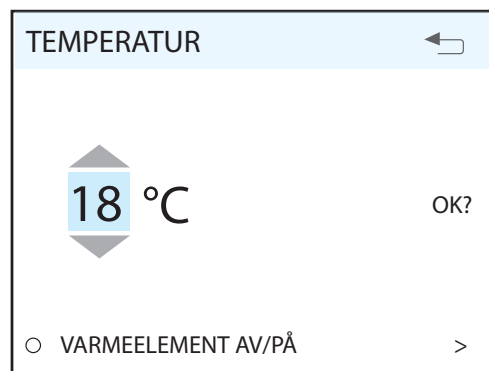 TEMPERATUR
18 °C
OK?
VARMEELEMENT AV/PÅ >